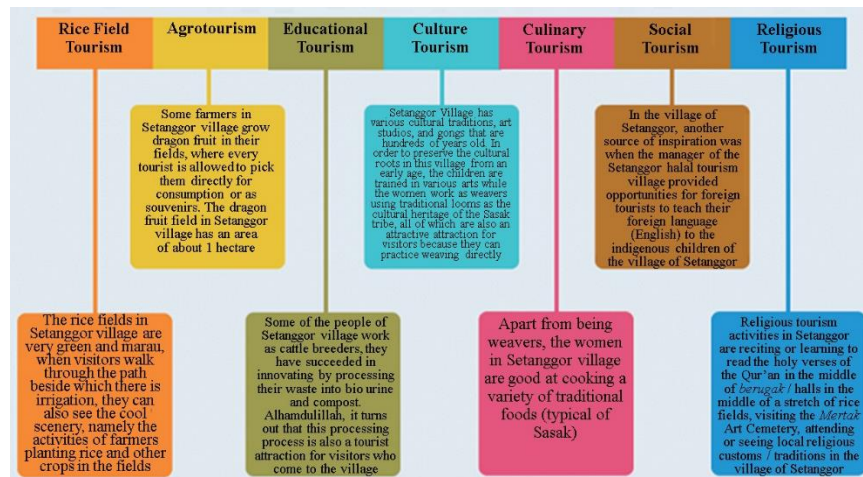 Rice Field
Tourism
Agrotourism
Educational
Tourism
Culture
Tourism
Culinary
Tourism
Social
Tourism
Religious
Tourism
Some farmers in
Setanggor village grow
dragon fruit in their
fields, where every
tourist is allowed to pick
them directly for
consumption or as
souvenirs. The dragon
fruit field in Setanggor
village has an area
of about 1 hectare
Setanggor Village has
various cultural traditions, art
studios, and gongs that are
hundreds of years old. In
order to preserve the cultural
roots in this village from an
early age, the children are
trained in various arts while
the women work as weavers
using traditional looms as
the cultural heritage of the Sasak
tribe, all of which are also an
attractive attraction for
visitors because they can
practice weaving directly
In the village of
Setanggor, another
source of inspiration was
when the manager of the
Setanggor halal tourism
village provided
opportunities for foreign
tourists to teach their
foreign language
(English) to the
indigenous children of
the village of Setanggor
The rice fields in
Setanggor village are
very green and marau,
when visitors walk
through the path
beside which there is
irrigation, they can
also see the cool
scenery, namely the
activities of farmers
planting rice and other
crops in the fields
Some of the people of
Setanggor village work
as cattle breeders, they
have succeeded in
innovating by processing
their waste into bio urine
and compost.
Alhamdulillah, it turns
out that this processing
process is also a tourist
attraction for visitors who
come to the village
Apart from being
weavers, the women
in Setanggor village
are good at cooking a
variety of traditional
foods (typical of
Sasak)
Religious tourism
activities in Setanggor
are reciting or learning to
read the holy verses of
the Qur'an in the middle
of berugak / halls in the
middle of a stretch of rice
fields, visiting the Mertak
Art Cemetery, attending
or seeing local religious
customs / traditions in the
village of Setanggor